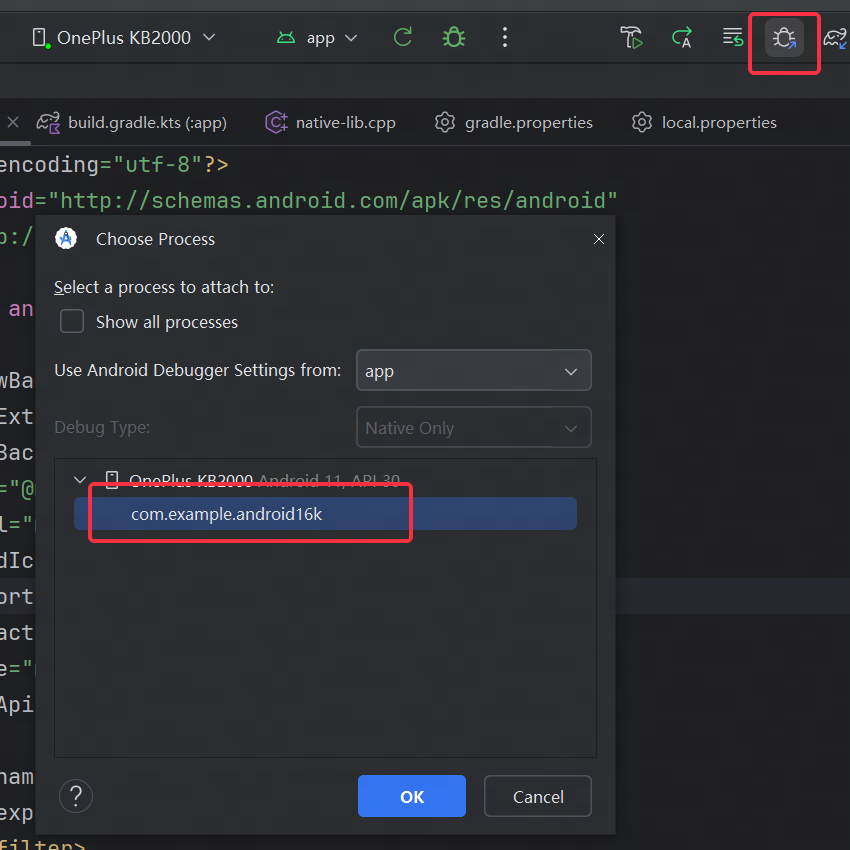 OnePlus KB2000
app
build.gradle.kts (:app)
native-lib.cpp
gradle.properties
local.properties
encoding="utf-8"?>
oid="http://schemas.android.com/apk/res/android"
p:/
Choose Process
Select a process to attach to:
an
Show all processes
Use Android Debugger Settings from:
app
wBa
Ext
Debug Type:
Native Only
Bac
OnePlus KB2000 Android 11, API 30
="@
com.example.android16k
l="
dIc
ort
act
e="
Api
nam
OK
Cancel
?
exp
filter>